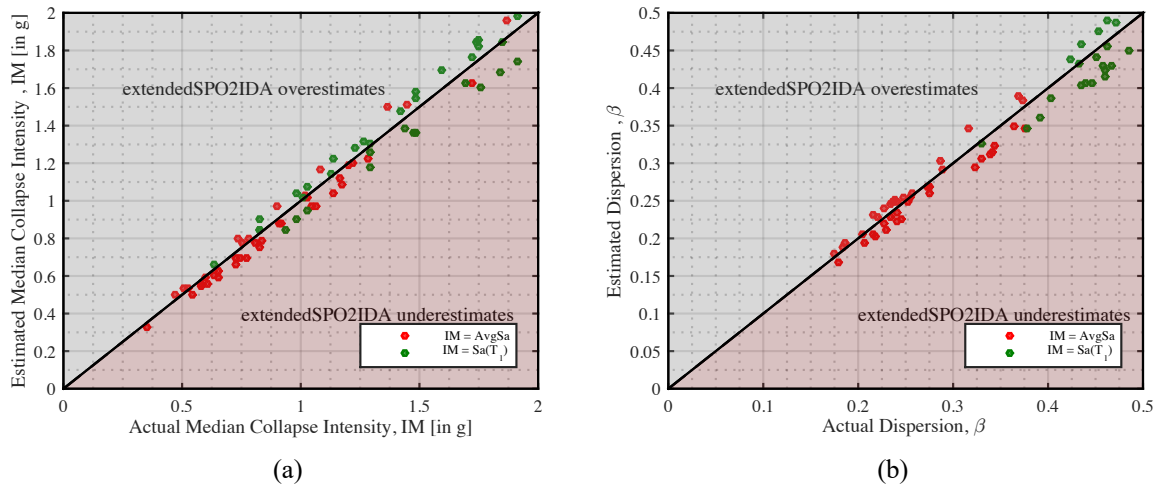 Estimated Median Collapse Intensity , IM [in g]
2
1.8
1.6
1.4
1.2
1
0.8
0.6
0.4
0.2
0
extendedSPO2IDA overestimates
extendedSPO2IDA underestimates
IM = AvgSa
IM = Sa(T1)
0 0.5 1 1.5 2
Actual Median Collapse Intensity, IM [in g]
(a)
Estimated Dispersion , β
0.5
0.45
0.4
0.35
0.3
0.25
0.2
0.15
0.1
0.05
0
extendedSPO2IDA overestimates
extendedSPO2IDA underestimates
IM = AvgSa
IM = Sa(T1)
0 0.1 0.2 0.3 0.4 0.5
Actual Dispersion, β
(b)